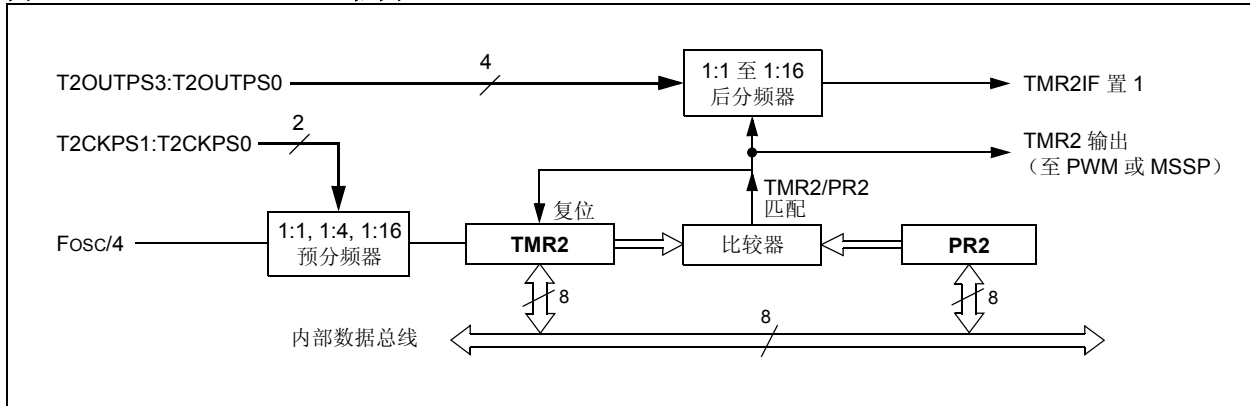 T2OUTPS3:T2OUTPS0
4
1:1 至 1:16
后分频器
TMR2IF 置 1
T2CKPS1:T2CKPS0
2
TMR2 输出
（至 PWM 或 MSSP）
TMR2/PR2
匹配
复位
FOSC/4
1:1, 1:4, 1:16
预分频器
TMR2
比较器
PR2
8
8
8
内部数据总线